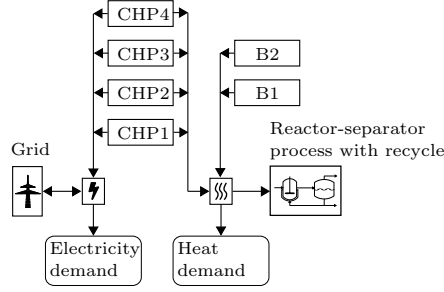 CHP4
CHP3
B2
CHP2
B1
CHP1
Grid
Reactor-separator
process with recycle
Electricity
demand
Heat
demand